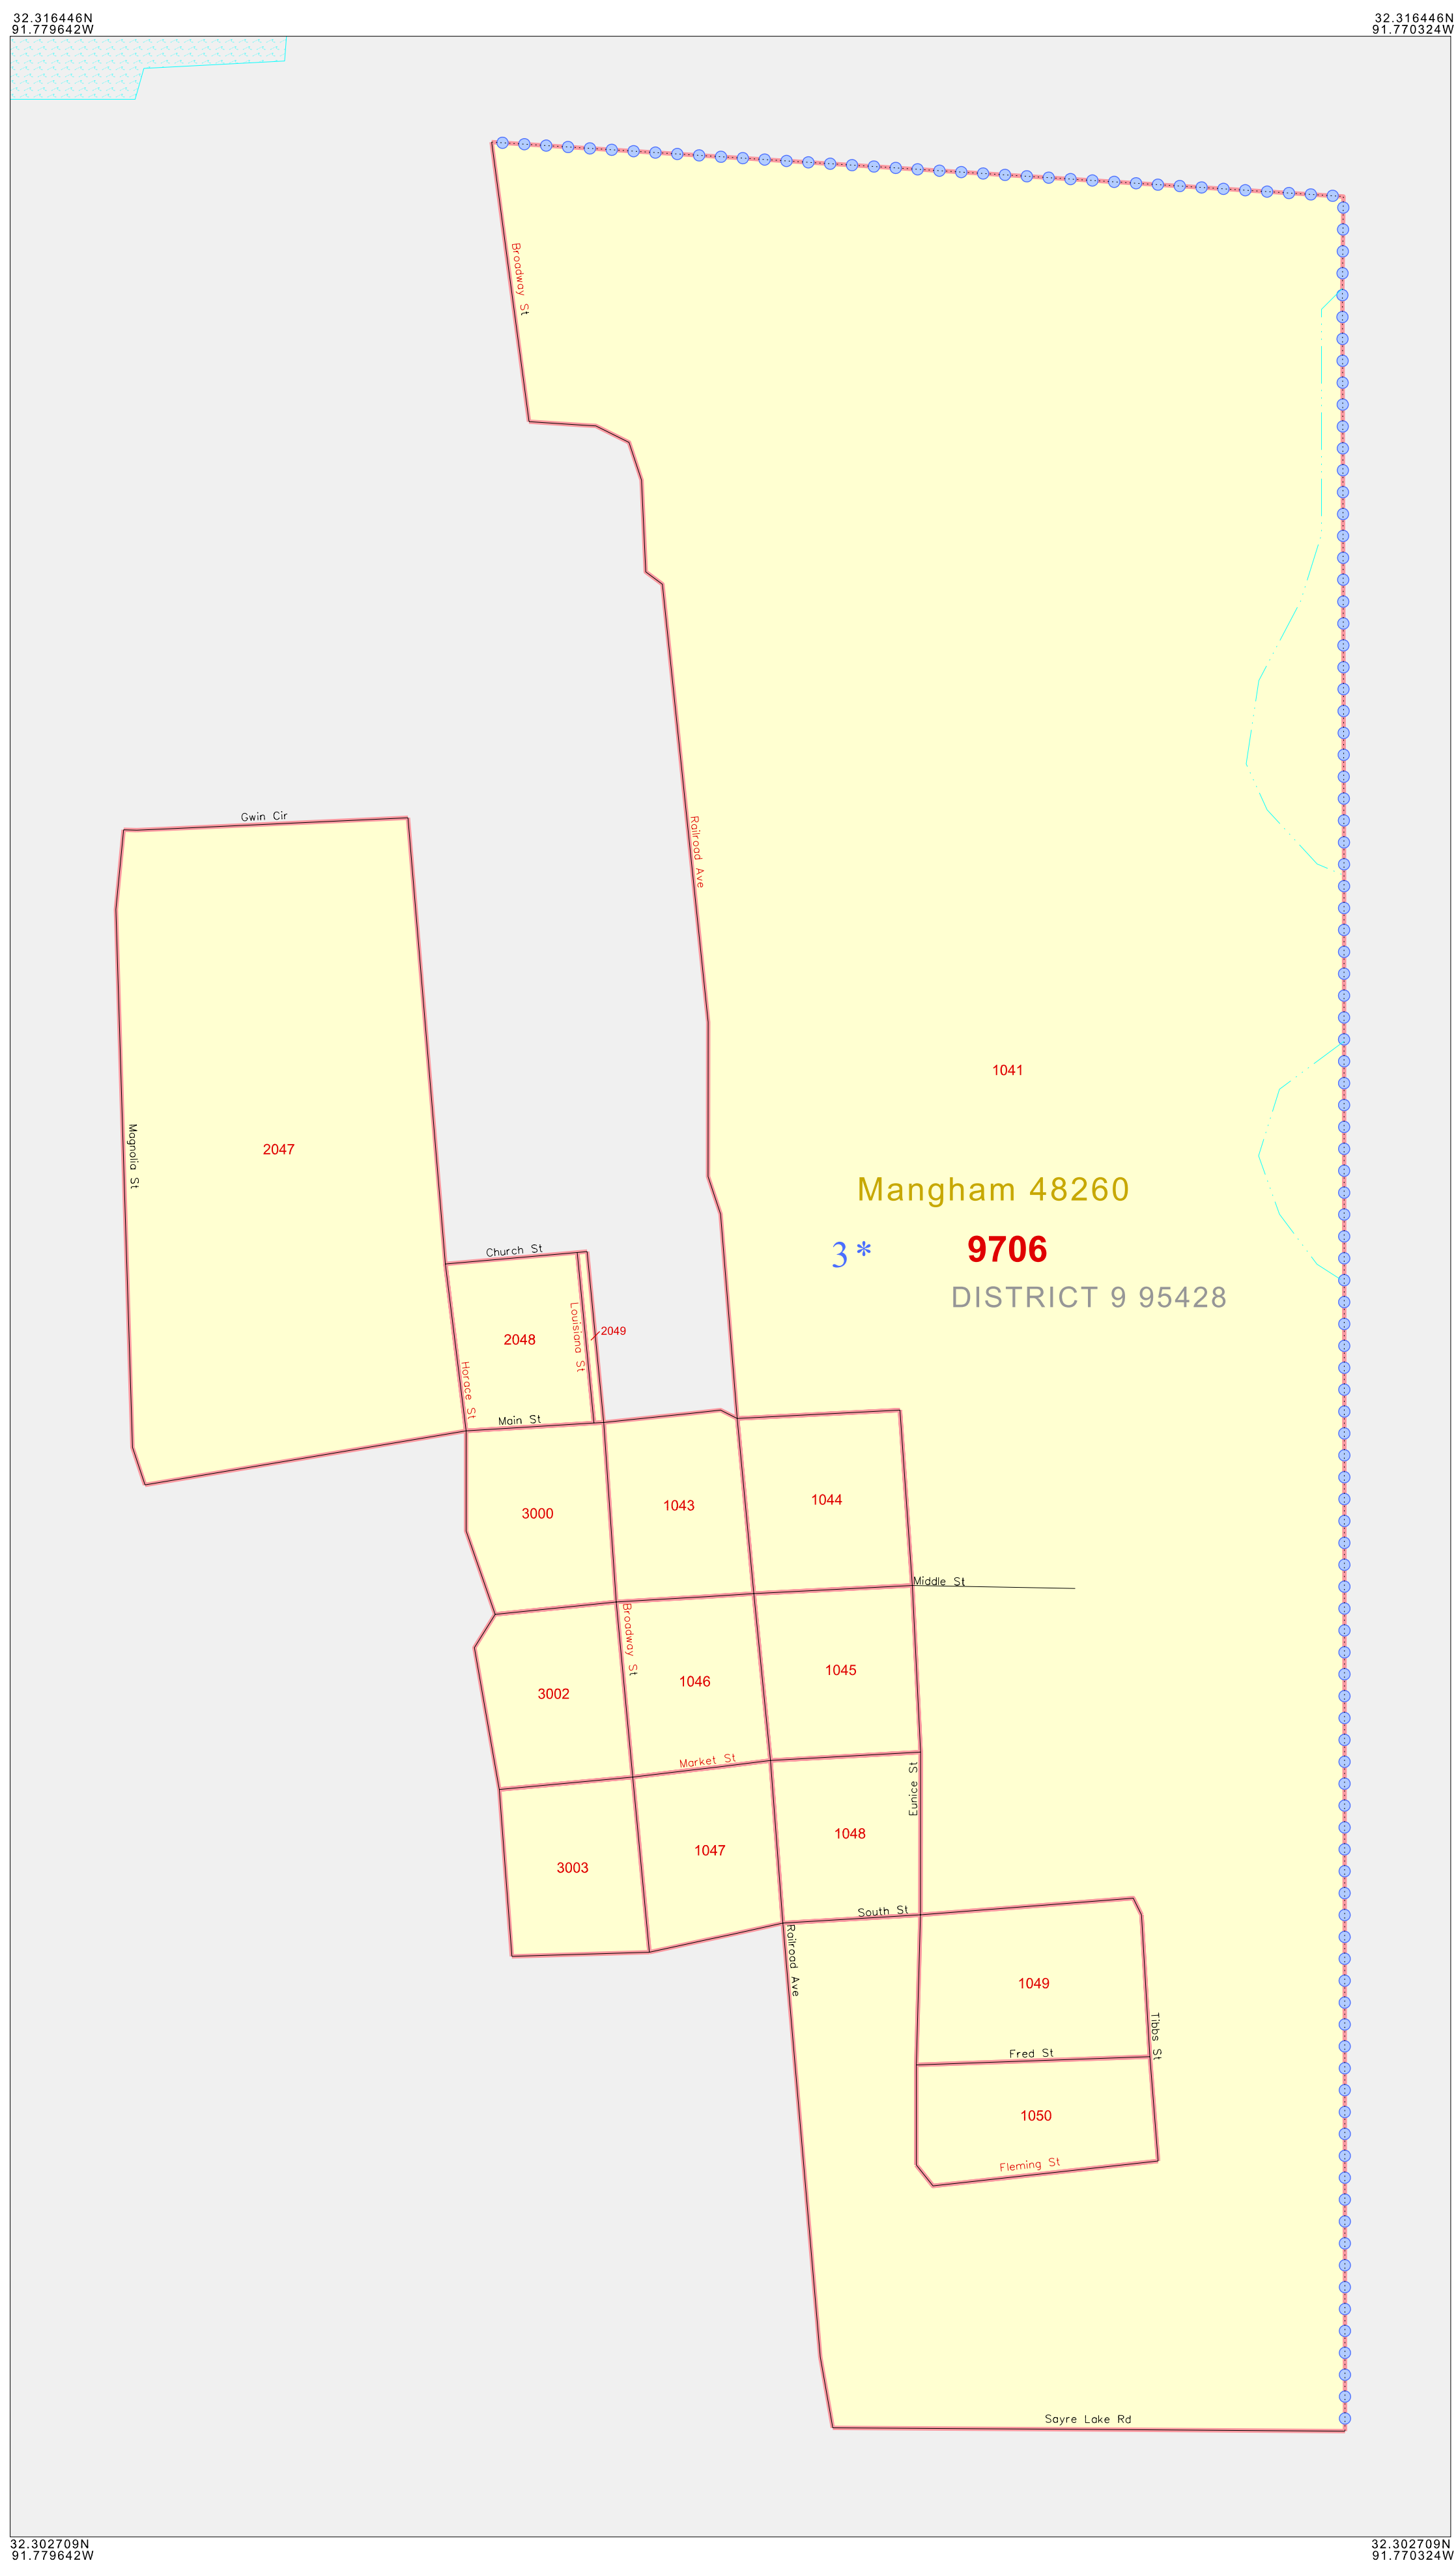 32.316446N
91.779642W
32.316446N
91.770324W
Broadway St
Gwin Cir
Railroad Ave
1041
Magnolia St
2047
Mangham 48260
3*
9706
DISTRICT 9 95428
Church St
Louisiana St
2049
2048
Horace St
Main St
1044
1043
3000
Middle St
Broadway St
1045
1046
3002
Market St
Eunice St
1048
1047
3003
South St
Railroad Ave
1049
Tibbs St
Fred St
1050
Fleming St
Sayre Lake Rd
32.302709N
91.779642W
32.302709N
91.770324W